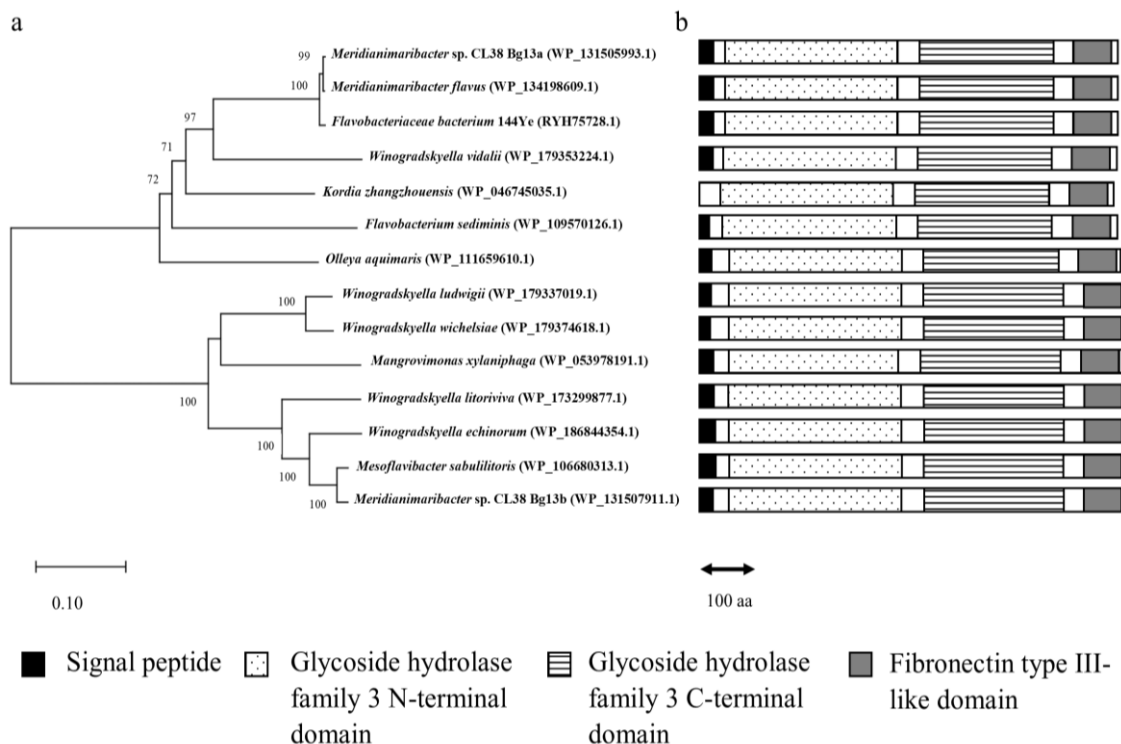 a
b
99
Meridianimaribacter sp. CL38 Bg13a (WP_131505993.1)
100
Meridianimaribacter flavus (WP_134198609.1)
97
Flavobacteriaceae bacterium 144Ye (RYH75728.1)
71
Winogradskyella vidalii (WP_179353224.1)
72
Kordia zhangzhouensis (WP_046745035.1)
Flavobacterium sediminis (WP_109570126.1)
Olleya aquimaris (WP_111659610.1)
100
Winogradskyella ludwigii (WP_179337019.1)
Winogradskyella wichelsiae (WP_179374618.1)
Mangrovimonas xylaniphaga (WP_053978191.1)
100
Winogradskyella litoriviva (WP_173299877.1)
100
Winogradskyella echinorum (WP_186844354.1)
100
Mesoflavibacter sabulilitoris (WP_106680313.1)
100
Meridianimaribacter sp. CL38 Bg13b (WP_131507911.1)
0.10
100 aa
Signal peptide
Glycoside hydrolase
family 3 N-terminal
domain
Glycoside hydrolase
family 3 C-terminal
domain
Fibronectin type III-
like domain